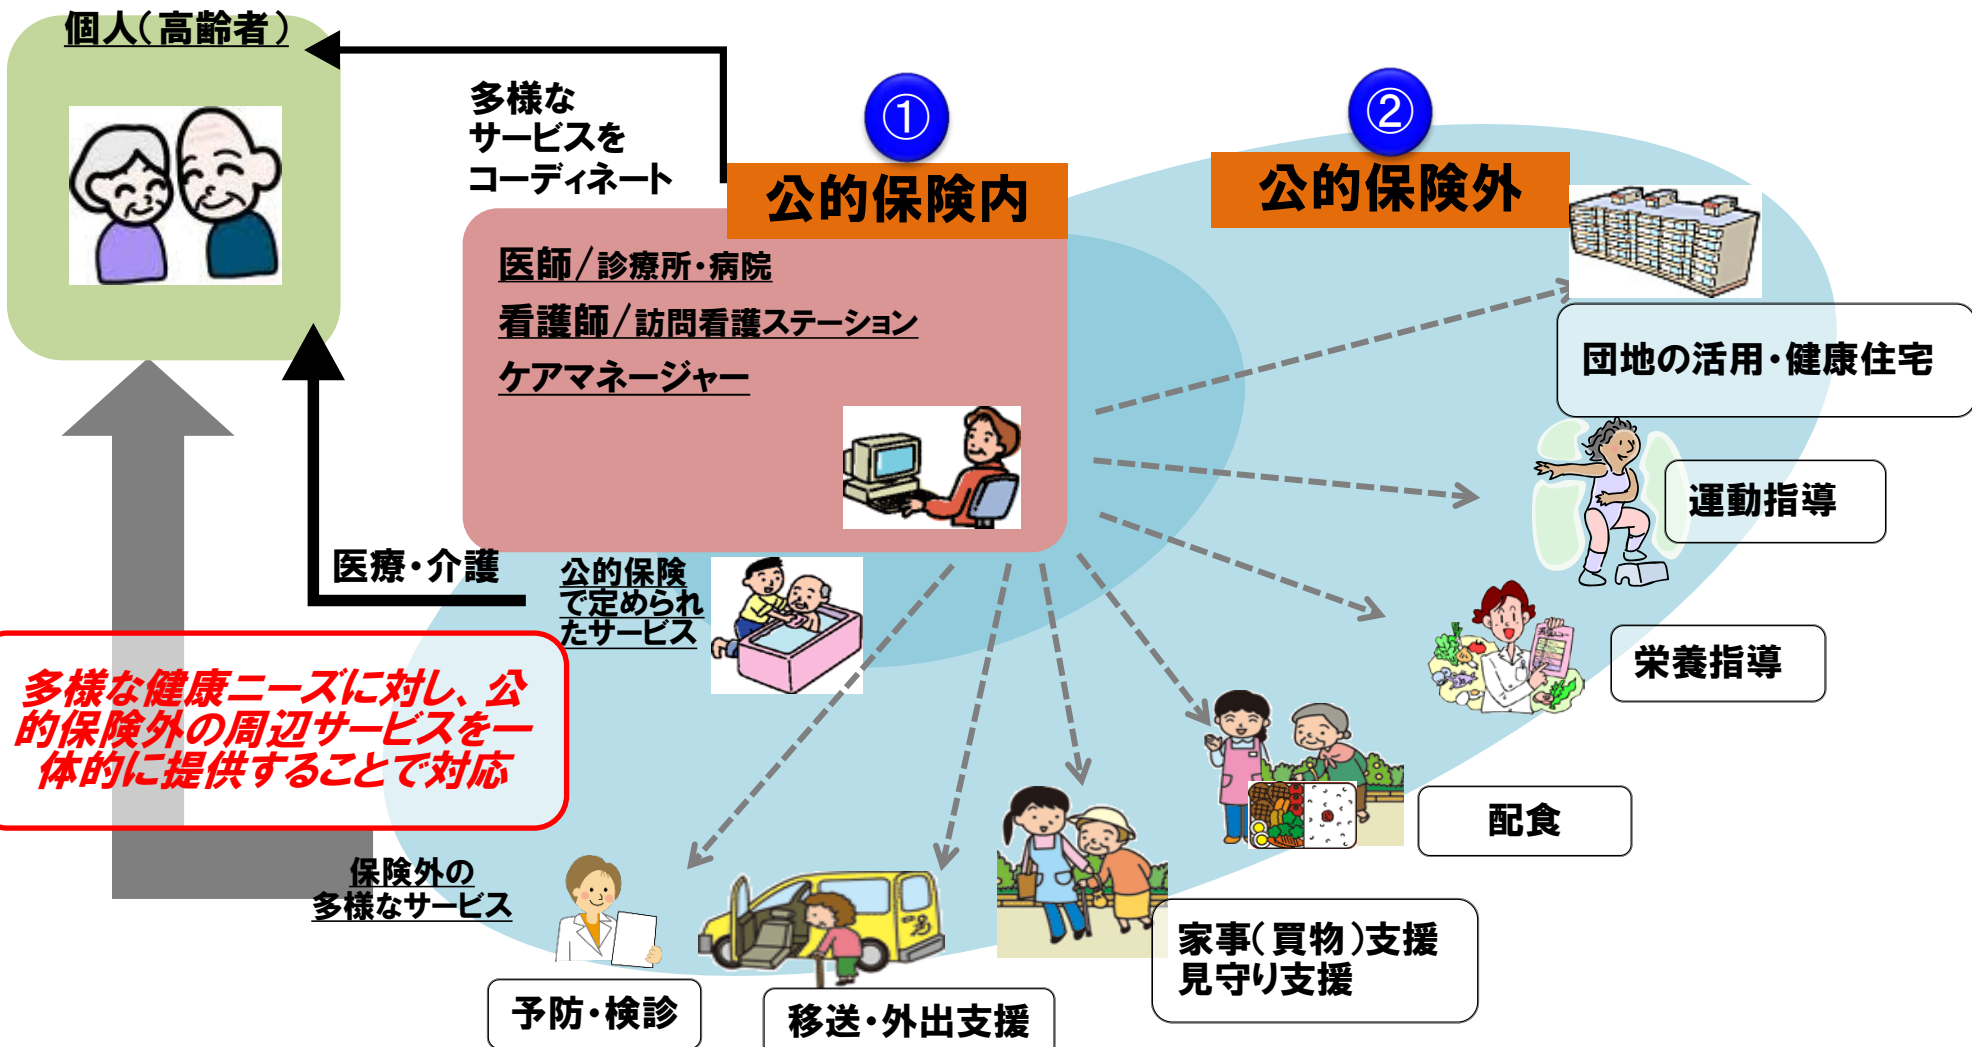 個人（高齢者）
多様な
サービスを
コーディネート
①
公的保険内
②
公的保険外
医師/診療所・病院
看護師/訪問看護ステーション
ケアマネージャー
団地の活用・健康住宅
運動指導
医療・介護
公的保険
で定められ
たサービス
栄養指導
多様な健康ニーズに対し、公
的保険外の周辺サービスを一
体的に提供することで対応
配食
保険外の
多様なサービス
家事（買物）支援
見守り支援
予防・検診
移送・外出支援